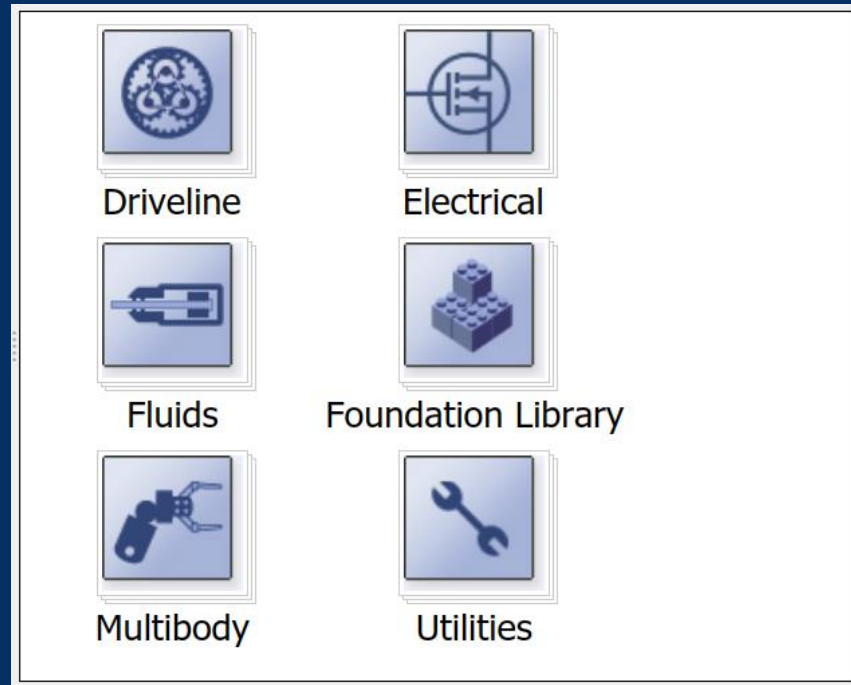 Driveline
Electrical
Fluids
Foundation Library
Multibody
Utilities